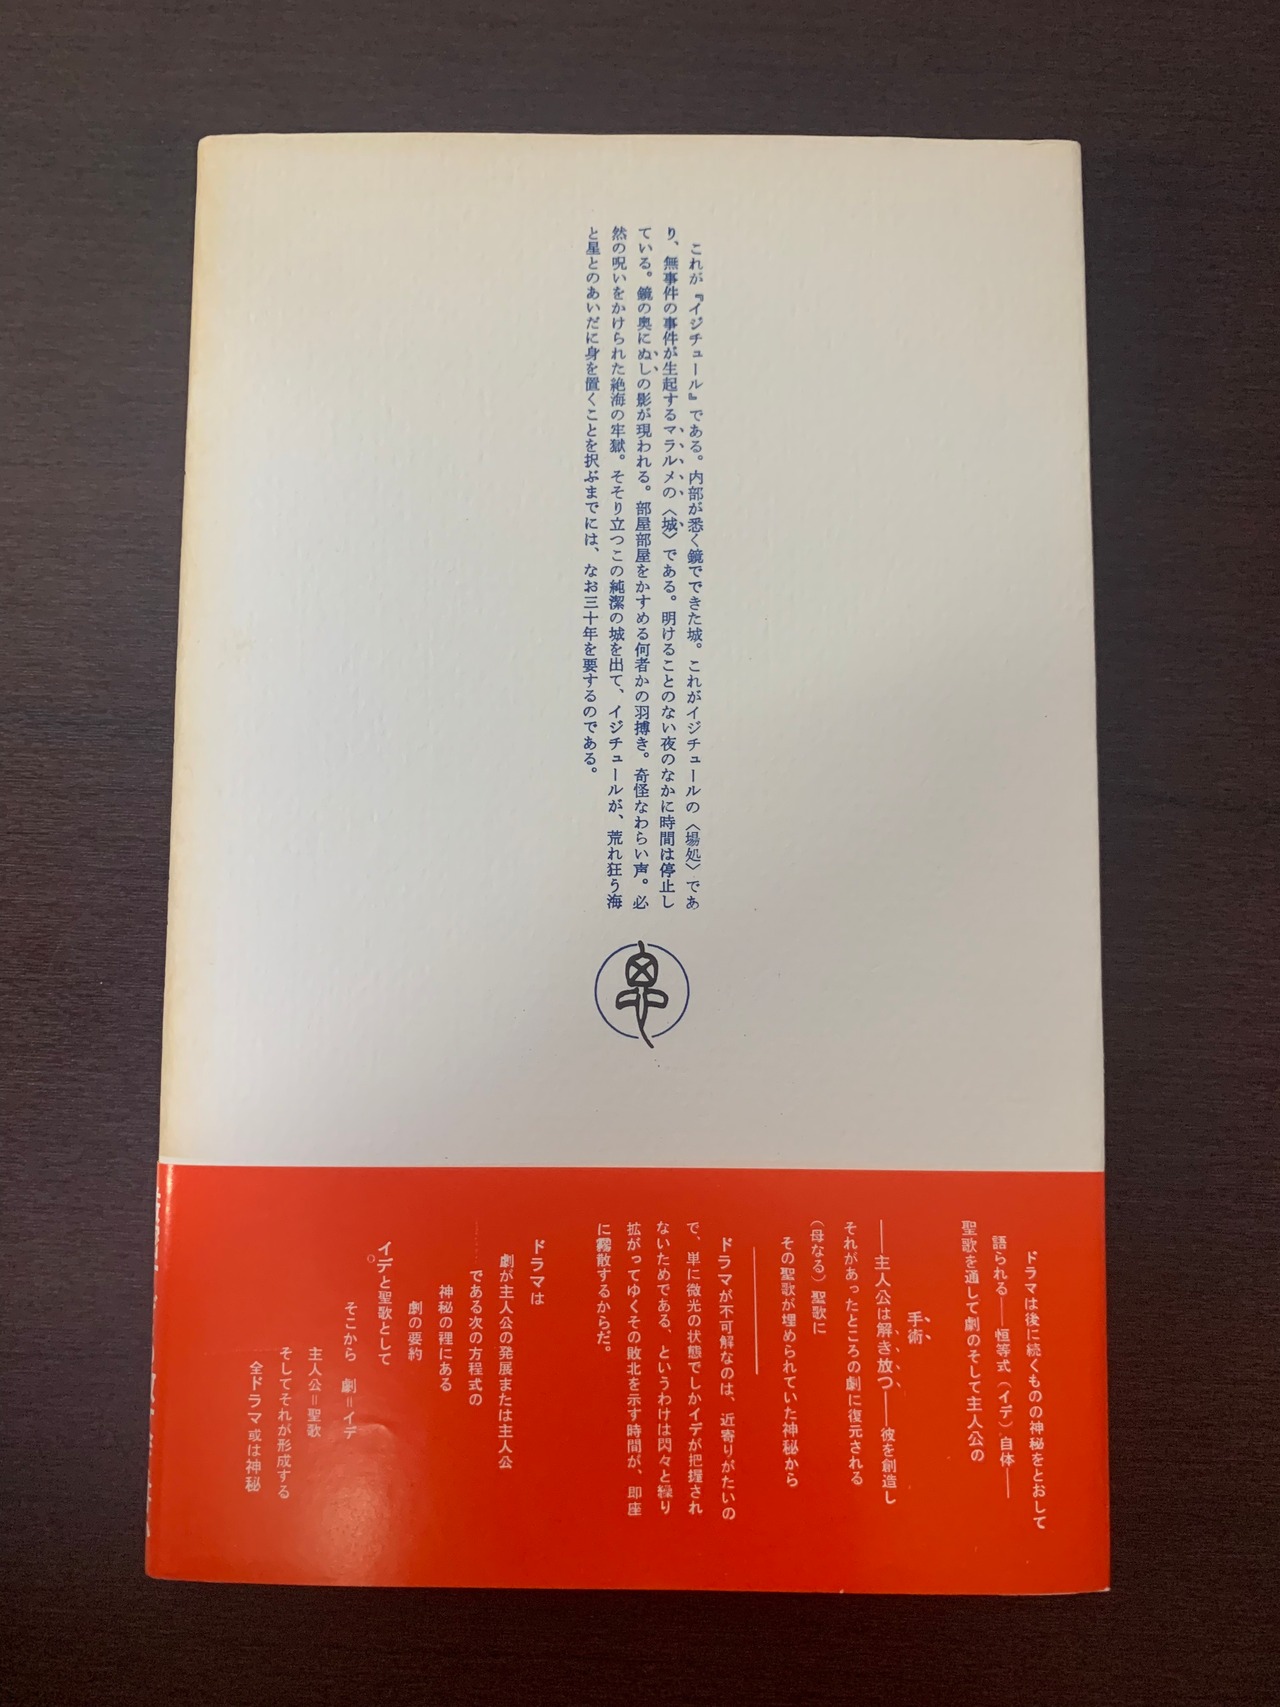 これが『イジチュール』である。内部が悉く鏡でできた城。これがイジチュールの〈場処〉であ
り、無事件の事件が生起するマラルメの〈城〉である。明けることのない夜のなかに時間は停止し
ている。鏡の奥にぬしの影が現われる。部屋部屋をかすめる何者かの羽搏き。奇怪なわらい声。必
然の呪いをかけられた絶海の牢獄。そそり立つこの純潔の城を出て、イジチュールが、荒れ狂う海
と星とのあいだに身を置くことを択ぶまでには、なお三十年を要するのである。
ドラマは後に続くものの神秘をとおして
語られる――恒等式（イデ）自体――
聖歌を通して劇のそして主人公の
手術
――主人公は解き放つ――彼を創造し
それがあったところの劇に復元される
（母なる）聖歌に
その聖歌が埋められていた神秘から
ドラマが不可解なのは、近寄りがたいの
で、単に微光の状態でしかイデが把握され
ないためである、というわけは閃々と繰り
拡がってゆくその敗北を示す時間が、即座
に霧散するからだ。
ドラマは
劇が主人公の発展または主人公
……である次の方程式の
神秘の裡にある
劇の要約
イデと聖歌として
そこから　劇＝イデ
主人公＝聖歌
そしてそれが形成する
全ドラマ或は神秘